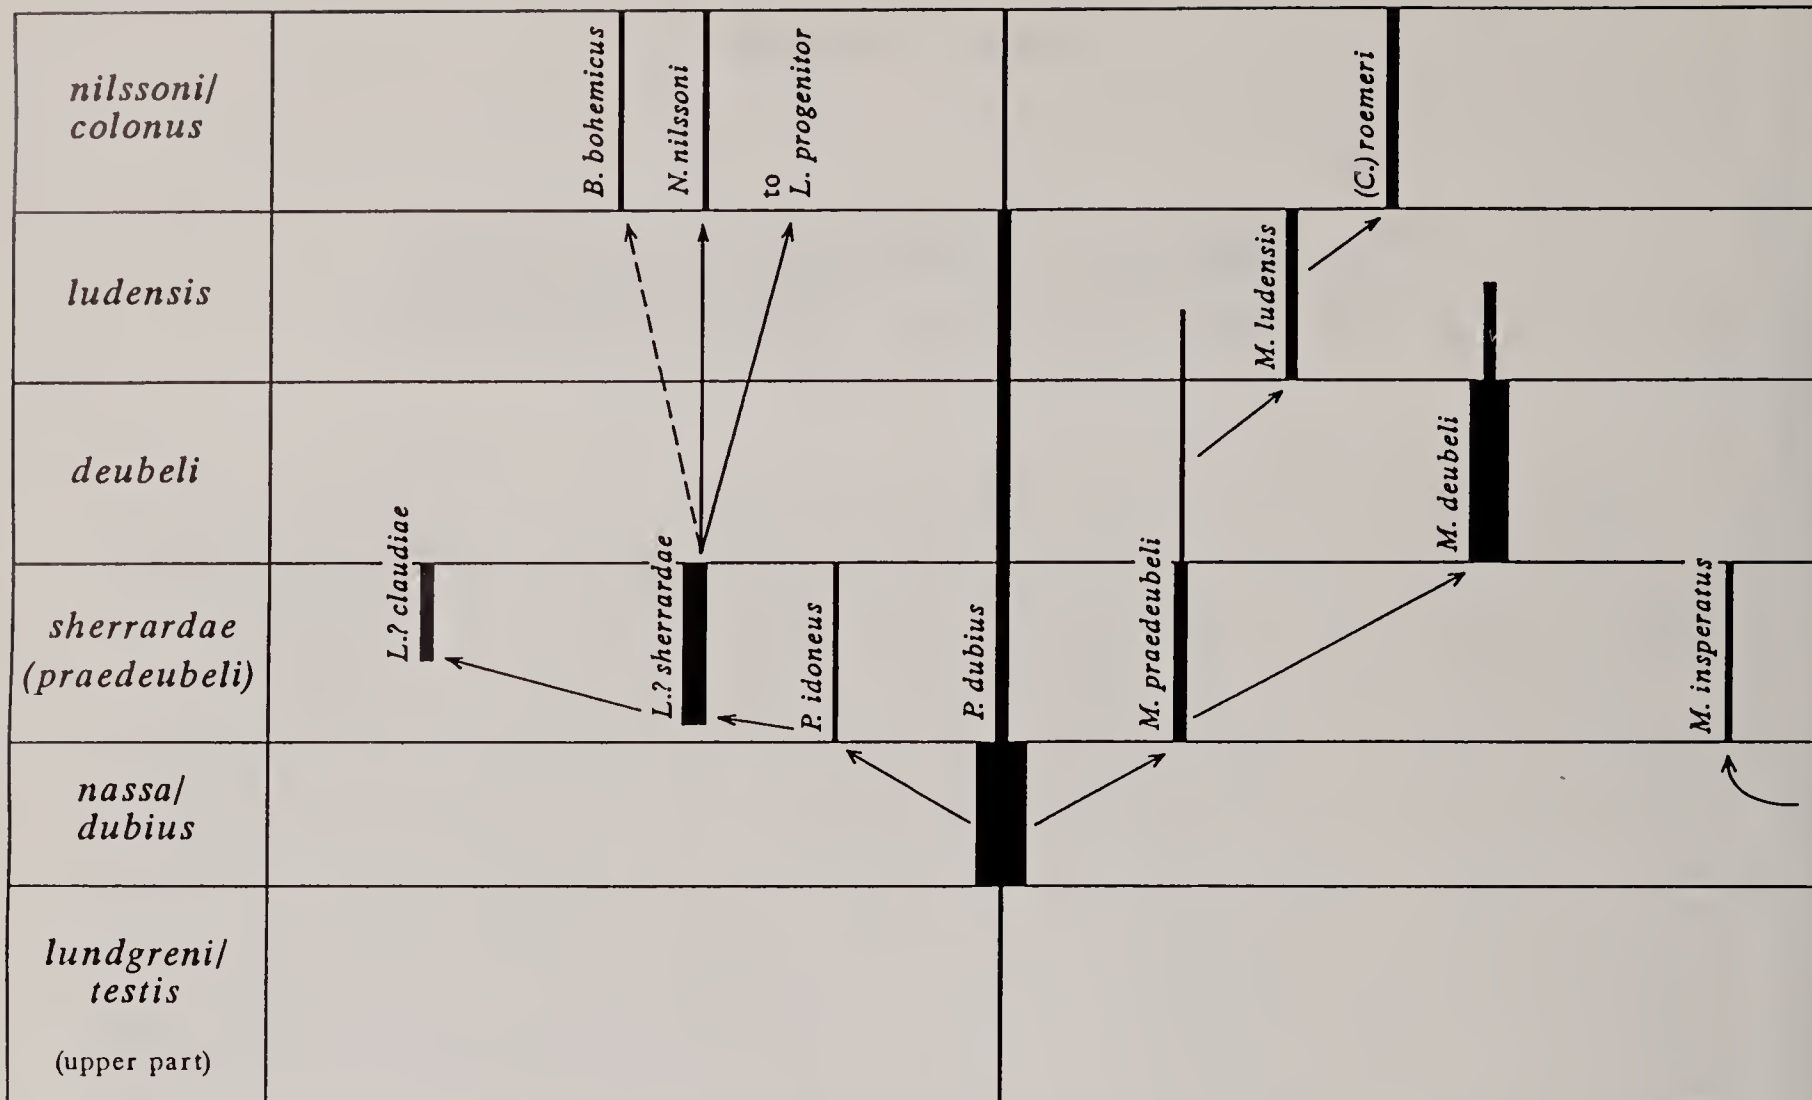 nilssoni/
colonus
B. bohemicus
N. nilssoni
to
L. progenitor
(C.) roemeri
ludensis
M. ludensis
deubeli
M. deubeli
sherrardae
(praedeubeli)
L.? claudiae
L.? sherrardae
P. idoneus
P. dubius
M. praedeubeli
M. insperatus
nassa/
dubius
lundgreni/
testis
(upper part)